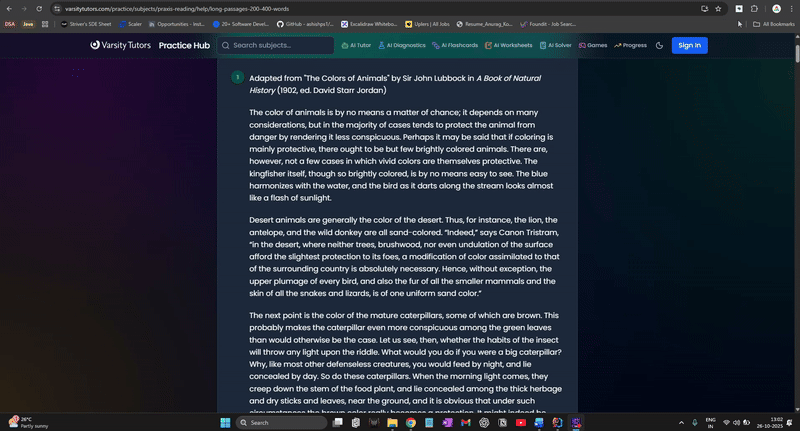 varsitytutors.com/practice/subjects/praxis-reading/help/long-passages-200-400-words
DSA Java Striver's SDE Sheet Scaler Opportunities - inst... 20+ Software Devel... GitHub - ashishps1/... Excalidraw Whitebo... Uplers | All Jobs Resume_Anurag_Ko... Foundit - Job Searc... All Bookmarks
Varsity Tutors Practice Hub Search subjects... AI Tutor AI Diagnostics AI Flashcards AI Worksheets AI Solver Games Progress Sign In
1 Adapted from "The Colors of Animals" by Sir John Lubbock in A Book of Natural
History (1902, ed. David Starr Jordan)
The color of animals is by no means a matter of chance; it depends on many
considerations, but in the majority of cases tends to protect the animal from
danger by rendering it less conspicuous. Perhaps it may be said that if coloring is
mainly protective, there ought to be but few brightly colored animals. There are,
however, not a few cases in which vivid colors are themselves protective. The
kingfisher itself, though so brightly colored, is by no means easy to see. The blue
harmonizes with the water, and the bird as it darts along the stream looks almost
like a flash of sunlight.
Desert animals are generally the color of the desert. Thus, for instance, the lion, the
antelope, and the wild donkey are all sand-colored. “Indeed,” says Canon Tristram,
“in the desert, where neither trees, brushwood, nor even undulation of the surface
afford the slightest protection to its foes, a modification of color assimilated to that
of the surrounding country is absolutely necessary. Hence, without exception, the
upper plumage of every bird, and also the fur of all the smaller mammals and the
skin of all the snakes and lizards, is of one uniform sand color.”
The next point is the color of the mature caterpillars, some of which are brown. This
probably makes the caterpillar even more conspicuous among the green leaves
than would otherwise be the case. Let us see, then, whether the habits of the insect
will throw any light upon the riddle. What would you do if you were a big caterpillar?
Why, like most other defenseless creatures, you would feed by night, and lie
concealed by day. So do these caterpillars. When the morning light comes, they
creep down the stem of the food plant, and lie concealed among the thick herbage
and dry sticks and leaves, near the ground, and it is obvious that under such
circumstances the brown color really becomes a protection. It might indeed be
26°C
Partly sunny
Search
ENG
IN
13:02
26-10-2025